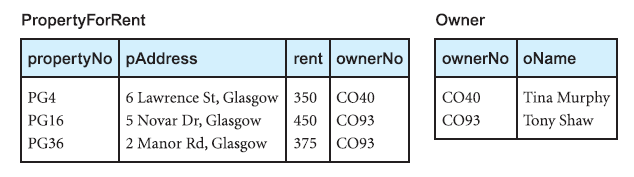 PropertyForRent
propertyNo pAddress rent ownerNo
PG4 6 Lawrence St, Glasgow 350 CO40
PG16 5 Novar Dr, Glasgow 450 CO93
PG36 2 Manor Rd, Glasgow 375 CO93
Owner
ownerNo oName
CO40 Tina Murphy
CO93 Tony Shaw